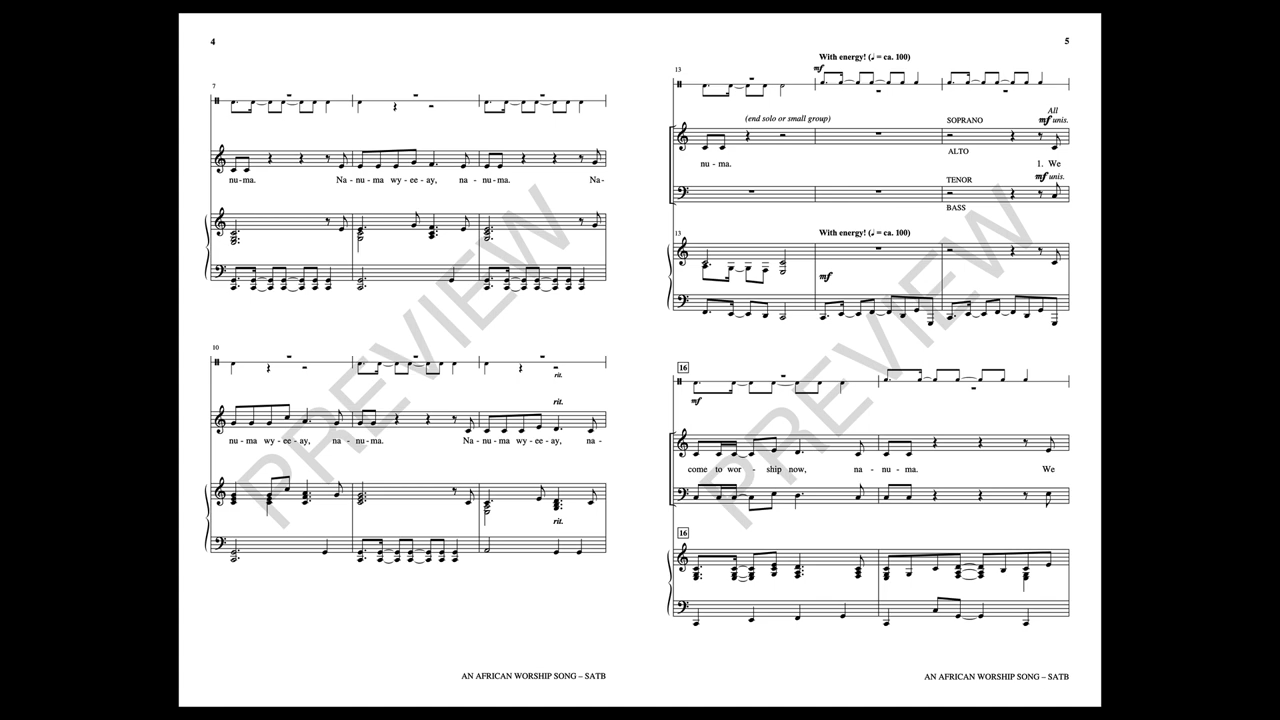 4
7
nu-ma. Na-nu-ma wy-ee-ay, na-nu-ma. Na-
10
rit.
rit.
nu-ma wy-ee-ay, na-nu-ma. Na-nu-ma wy-ee-ay, na-
rit.
AN AFRICAN WORSHIP SONG – SATB
PREVIEW
5
With energy! (♩ = ca. 100)
13
mf
(end solo or small group)
SOPRANO
All
mf unis.
ALTO
nu-ma. 1. We
TENOR
mf unis.
BASS
13
With energy! (♩ = ca. 100)
mf
16
mf
come to wor-ship now, na-nu-ma. We
16
AN AFRICAN WORSHIP SONG – SATB
PREVIEW